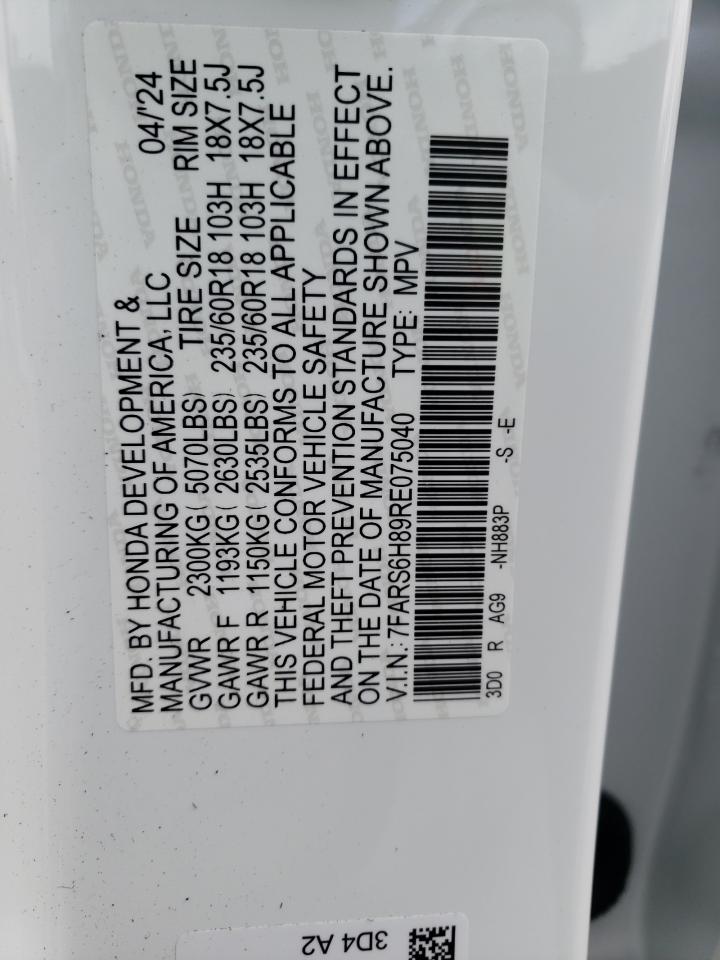 MFD. BY HONDA DEVELOPMENT &
MANUFACTURING OF AMERICA, LLC 04/'24
GVWR 2300KG( 5070LBS) TIRE SIZE RIM SIZE
GAWR F 1193KG( 2630LBS) 235/60R18 103H 18X7.5J
GAWR R 1150KG( 2535LBS) 235/60R18 103H 18X7.5J
THIS VEHICLE CONFORMS TO ALL APPLICABLE
FEDERAL MOTOR VEHICLE SAFETY
AND THEFT PREVENTION STANDARDS IN EFFECT
ON THE DATE OF MANUFACTURE SHOWN ABOVE.
V.I.N.: 7FARS6H89RE075040 TYPE: MPV
3D0 R AG9 -NH883P -S -E
3D4 A2